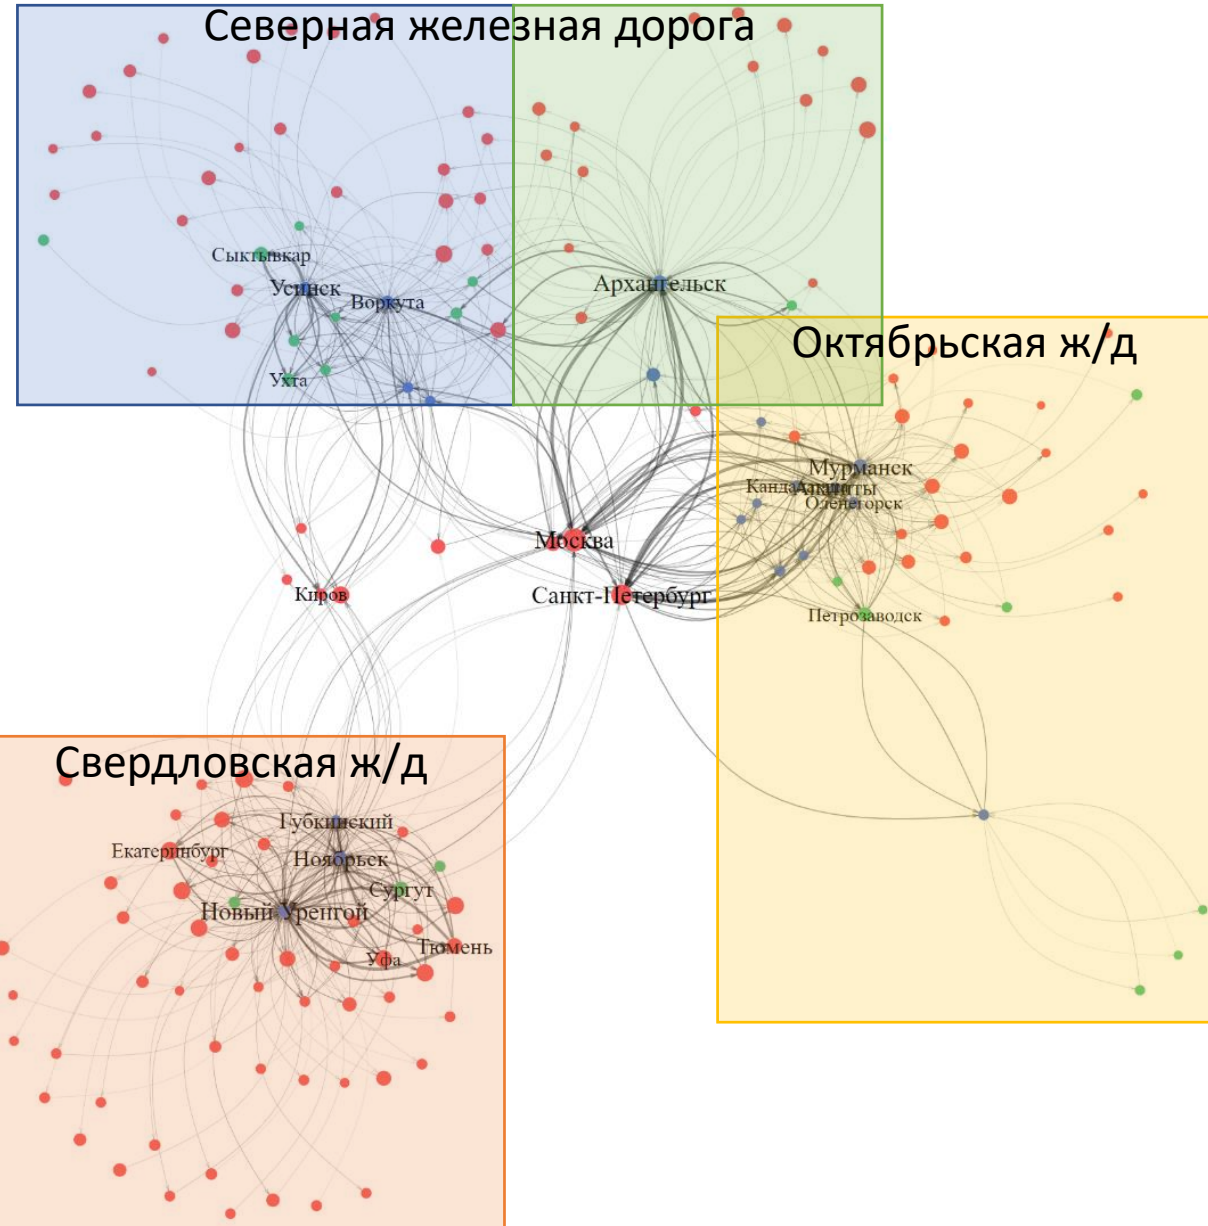 Северная железная дорога
Сыктывкар
Усинск
Воркута
Архангельск
Ухта
Октябрьская ж/д
Мурманск
Апатиты
Оленегорск
Москва
Киров
Санкт-Петербург
Петрозаводск
Свердловская ж/д
Губкинский
Екатеринбург
Ноябрьск
Сургут
Новый Уренгой
Тюмень
Уфа